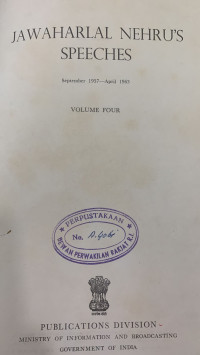 JAWAHARLAL NEHRU'S
SPEECHES
September 1957—April 1963
VOLUME FOUR
PERPUSTAKAAN
No.
DEWAN PERWAKILAN RAKJAT R.I.
PUBLICATIONS DIVISION
MINISTRY OF INFORMATION AND BROADCASTING
GOVERNMENT OF INDIA